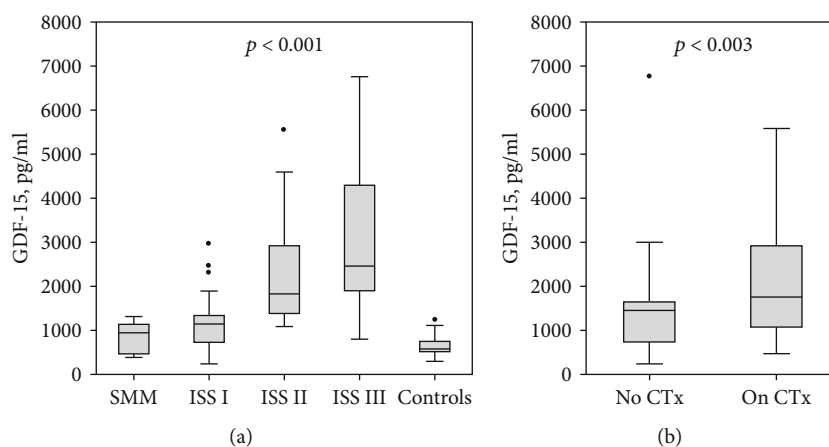 GDF-15, pg/ml
8000
7000
6000
5000
4000
3000
2000
1000
0
p < 0.001
SMM ISS I ISS II ISS III Controls
(a)
GDF-15, pg/ml
8000
7000
6000
5000
4000
3000
2000
1000
0
p < 0.003
No CTx On CTx
(b)